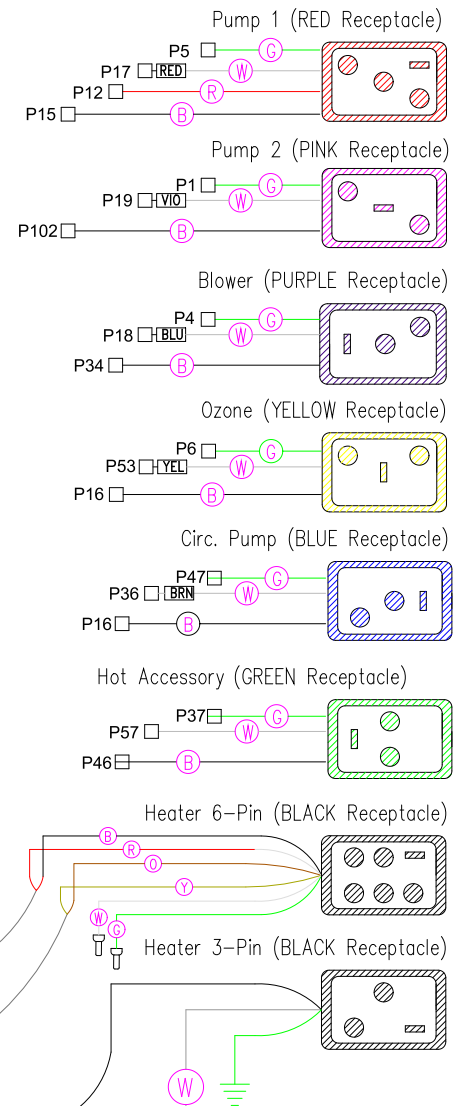 Pump 1 (RED Receptacle)
P5 G
P17 RED W
P12 R
P15 B
Pump 2 (PINK Receptacle)
P1 G
P19 VIO W
P102 B
Blower (PURPLE Receptacle)
P4 G
P18 BLU W
P34 B
Ozone (YELLOW Receptacle)
P6 G
P53 YEL W
P16 B
Circ. Pump (BLUE Receptacle)
P47 G
P36 BRN W
P16 B
Hot Accessory (GREEN Receptacle)
P37 G
P57 W
P46 B
Heater 6-Pin (BLACK Receptacle)
B
R
O
Y
W
G
Heater 3-Pin (BLACK Receptacle)
W